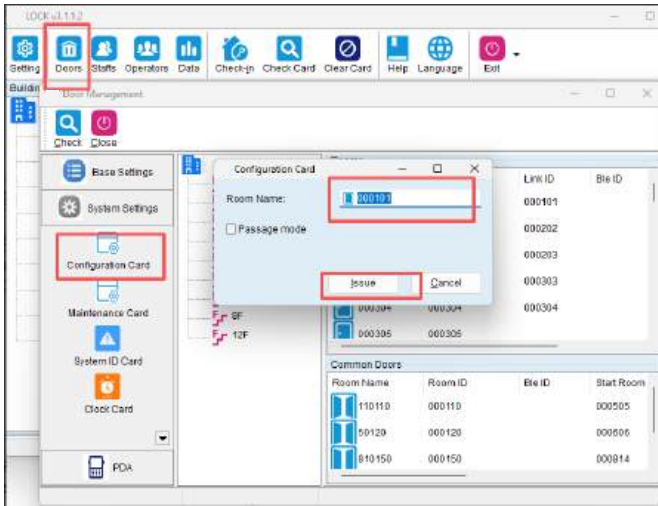 LOCK v3.1.1.2
Setting Doors Staffs Operators Data Check-in Check Card Clear Card Help Language Exit
Buildin
Door Management
Check Close
Base Settings
System Settings
Configuration Card
Maintenance Card
System ID Card
Clock Card
PDA
8F
12F
Configuration Card
Room Name:
000101
Passage mode
Issue Cancel
Link ID Ble ID
000101
000202
000203
000303
000304 000304 000304
000305 000305
Common Doors
Room Name Room ID Ble ID Start Room
110110 000110 000505
50120 000120 000606
810150 000150 000814